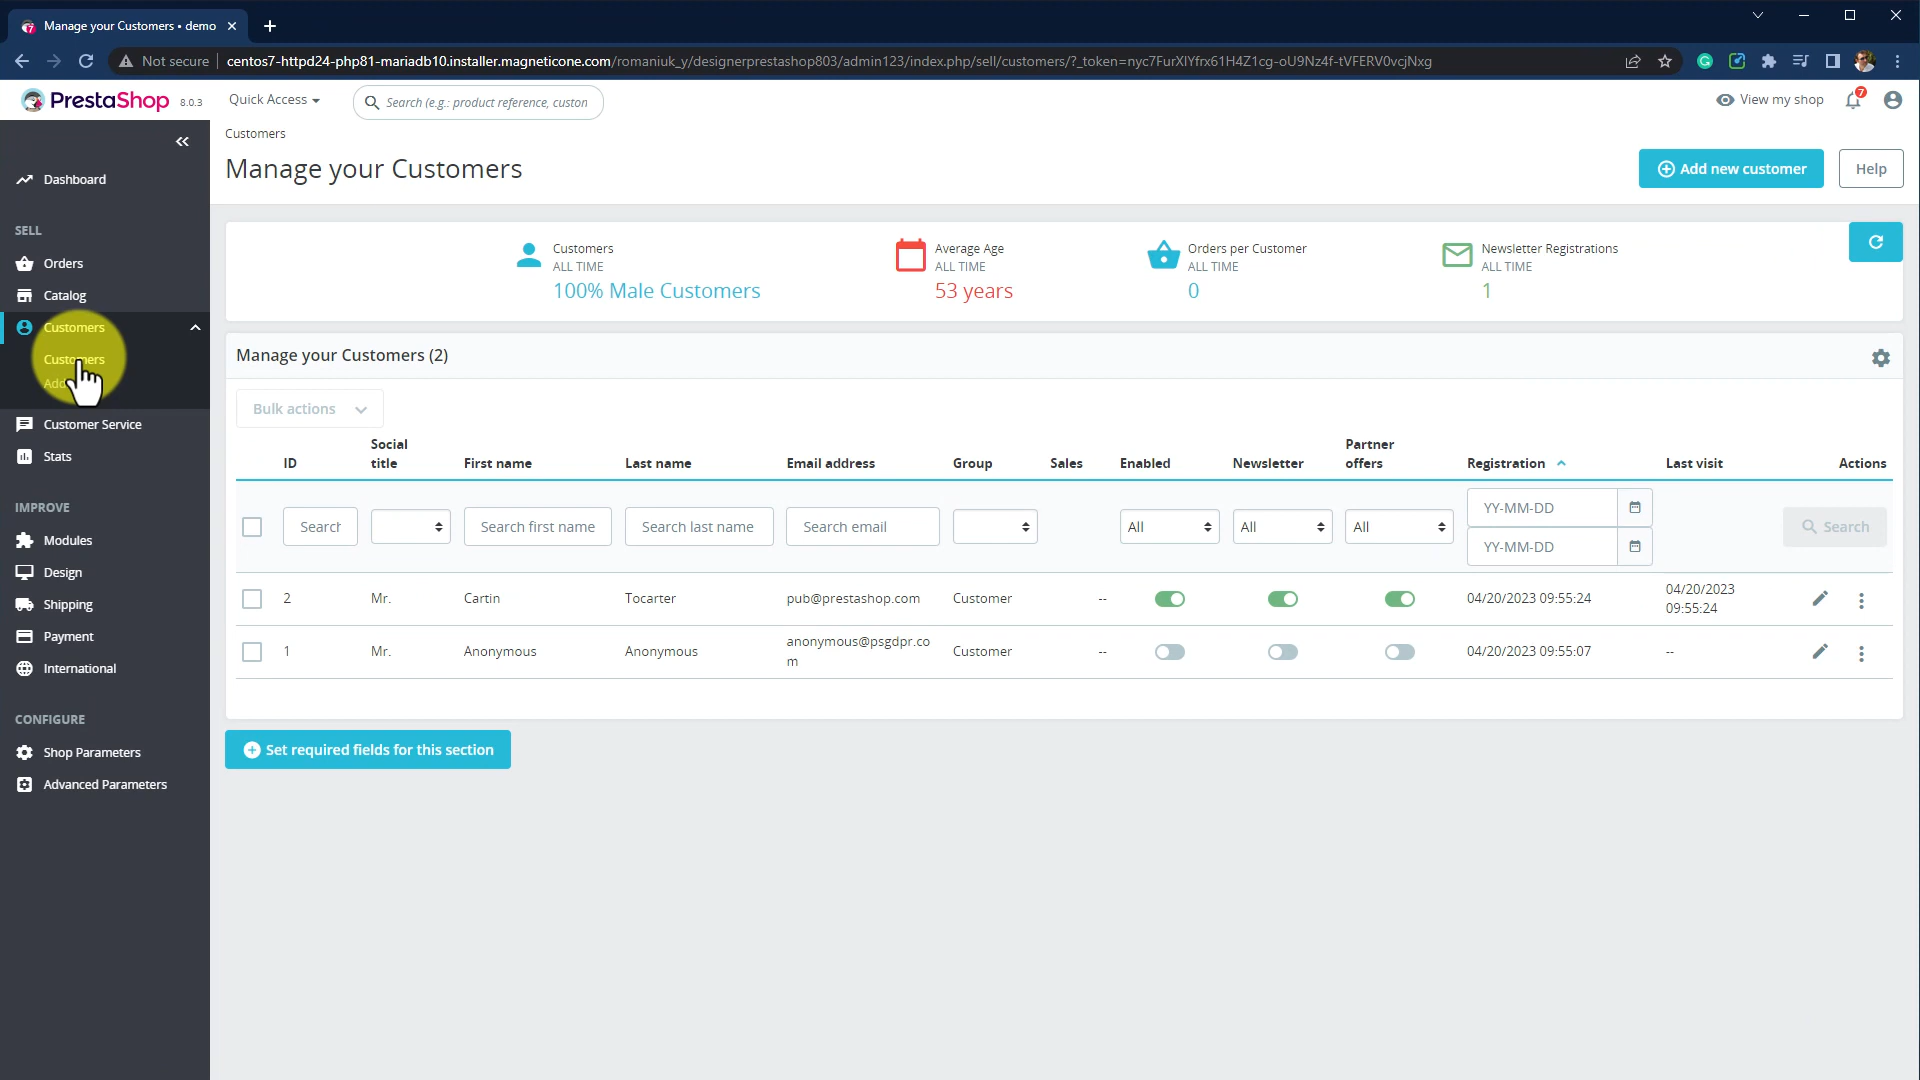 Manage your Customers • demo
Not secure
centos7-httpd24-php81-mariadb10.installer.magneticone.com/romaniuk_y/designerprestashop803/admin123/index.php/sell/customers/?_token=nyc7FurXlYfrx61H4Z1cg-oU9Nz4f-tVFERV0vcjNxg
PrestaShop 8.0.3
Quick Access
Search (e.g.: product reference, custon
View my shop
7
Customers
Manage your Customers
Add new customer
Help
Dashboard
SELL
Orders
Catalog
Customers
Customers
Customer Service
Stats
IMPROVE
Modules
Design
Shipping
Payment
International
CONFIGURE
Shop Parameters
Advanced Parameters
Customers
ALL TIME
100% Male Customers
Average Age
ALL TIME
53 years
Orders per Customer
ALL TIME
0
Newsletter Registrations
ALL TIME
1
Manage your Customers (2)
Bulk actions
ID Social title First name Last name Email address Group Sales Enabled Newsletter Partner offers Registration Last visit Actions
Search Search first name Search last name Search email All All All YY-MM-DD Search
YY-MM-DD
2 Mr. Cartin Tocarter pub@prestashop.com Customer -- 04/20/2023 09:55:24 04/20/2023 09:55:24
1 Mr. Anonymous Anonymous anonymous@psgdpr.co
m Customer -- 04/20/2023 09:55:07 --
Set required fields for this section